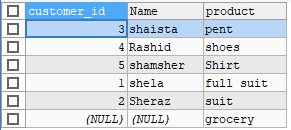 customer_id Name product
3 shaista pent
4 Rashid shoes
5 shamsher Shirt
1 shela full suit
2 Sheraz suit
(NULL) (NULL) grocery